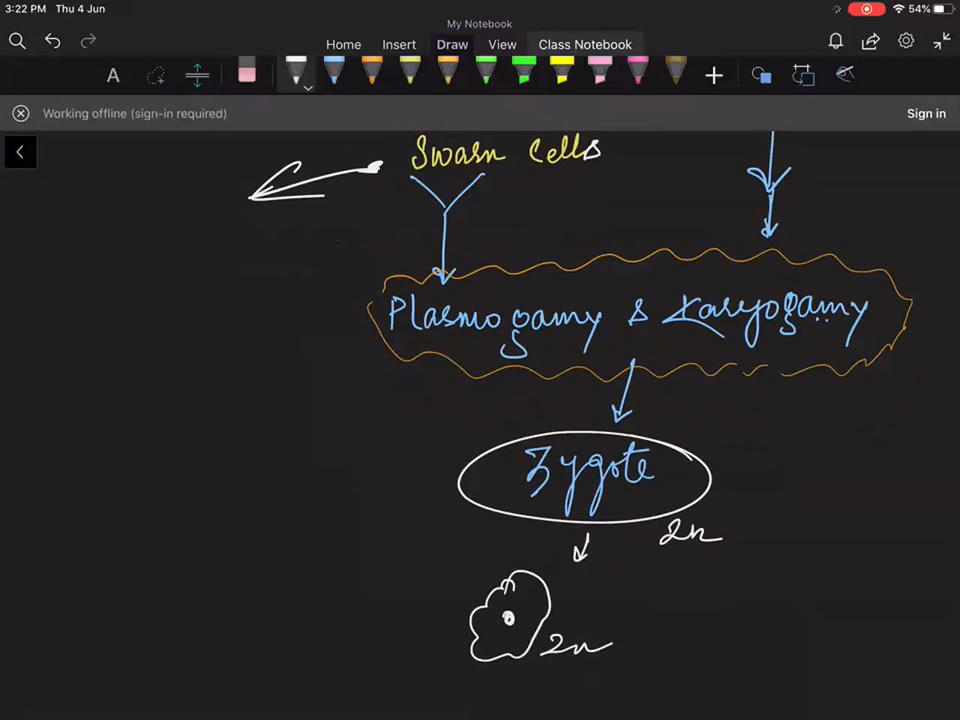 3:22 PM Thu 4 Jun
54%
My Notebook
Home Insert Draw View Class Notebook
A
Working offline (sign-in required)
Sign in
Swarm Cells
Plasmogamy & Karyogamy
Zygote
2n
2n